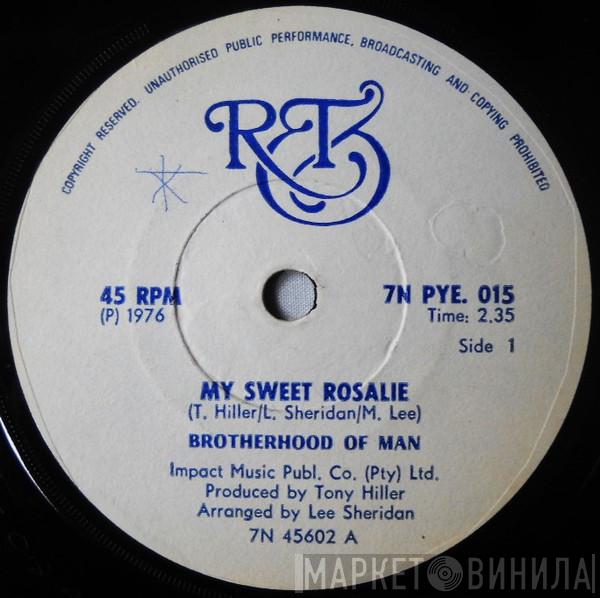 COPYRIGHT RESERVED. UNAUTHORISED PUBLIC PERFORMANCE, BROADCASTING AND COPYING PROHIBITED
R&T
45 RPM
(P) 1976
7N PYE. 015
Time: 2.35
Side 1
MY SWEET ROSALIE
(T. Hiller/L. Sheridan/M. Lee)
BROTHERHOOD OF MAN
Impact Music Publ. Co. (Pty) Ltd.
Produced by Tony Hiller
Arranged by Lee Sheridan
7N 45602 A
МАРКЕТ ВИНИЛА